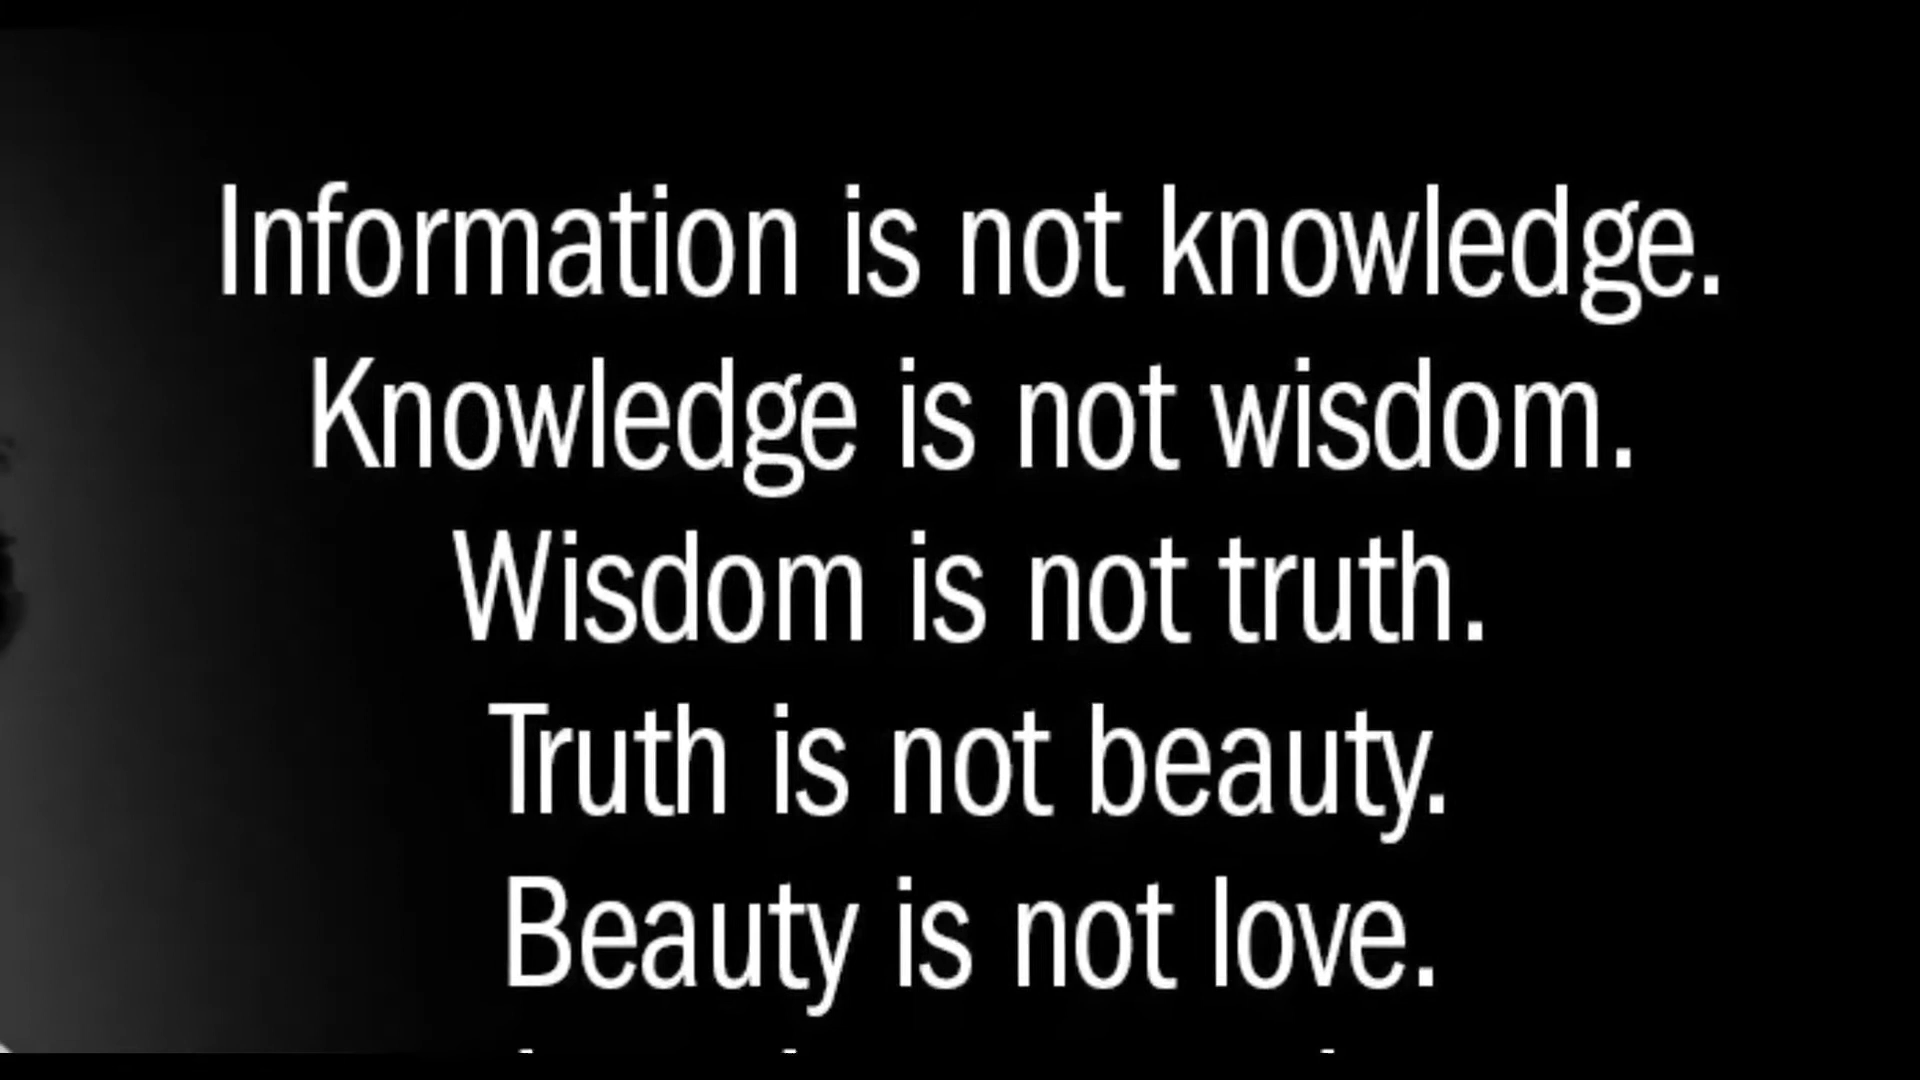 Information is not knowledge.
Knowledge is not wisdom.
Wisdom is not truth.
Truth is not beauty.
Beauty is not love.